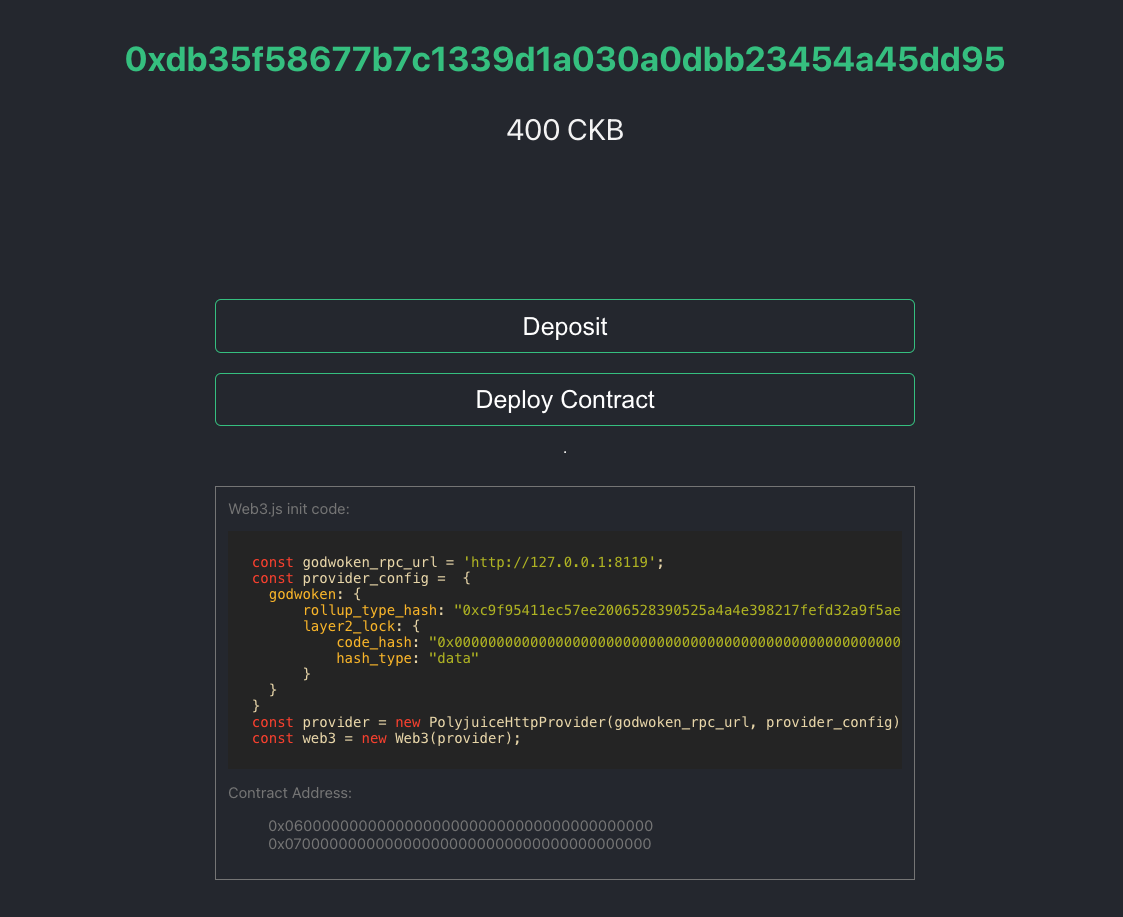 0xdb35f58677b7c1339d1a030a0dbb23454a45dd95
400 CKB
Deposit
Deploy Contract
.
Web3.js init code:
const godwoken_rpc_url = 'http://127.0.0.1:8119';
const provider_config =  {
  godwoken: {
      rollup_type_hash: "0xc9f95411ec57ee2006528390525a4a4e398217fefd32a9f5ae
      layer2_lock: {
          code_hash: "0x00000000000000000000000000000000000000000000000000000
          hash_type: "data"
      }
  }
}
const provider = new PolyjuiceHttpProvider(godwoken_rpc_url, provider_config)
const web3 = new Web3(provider);
Contract Address:
0x0600000000000000000000000000000000000000
0x0700000000000000000000000000000000000000